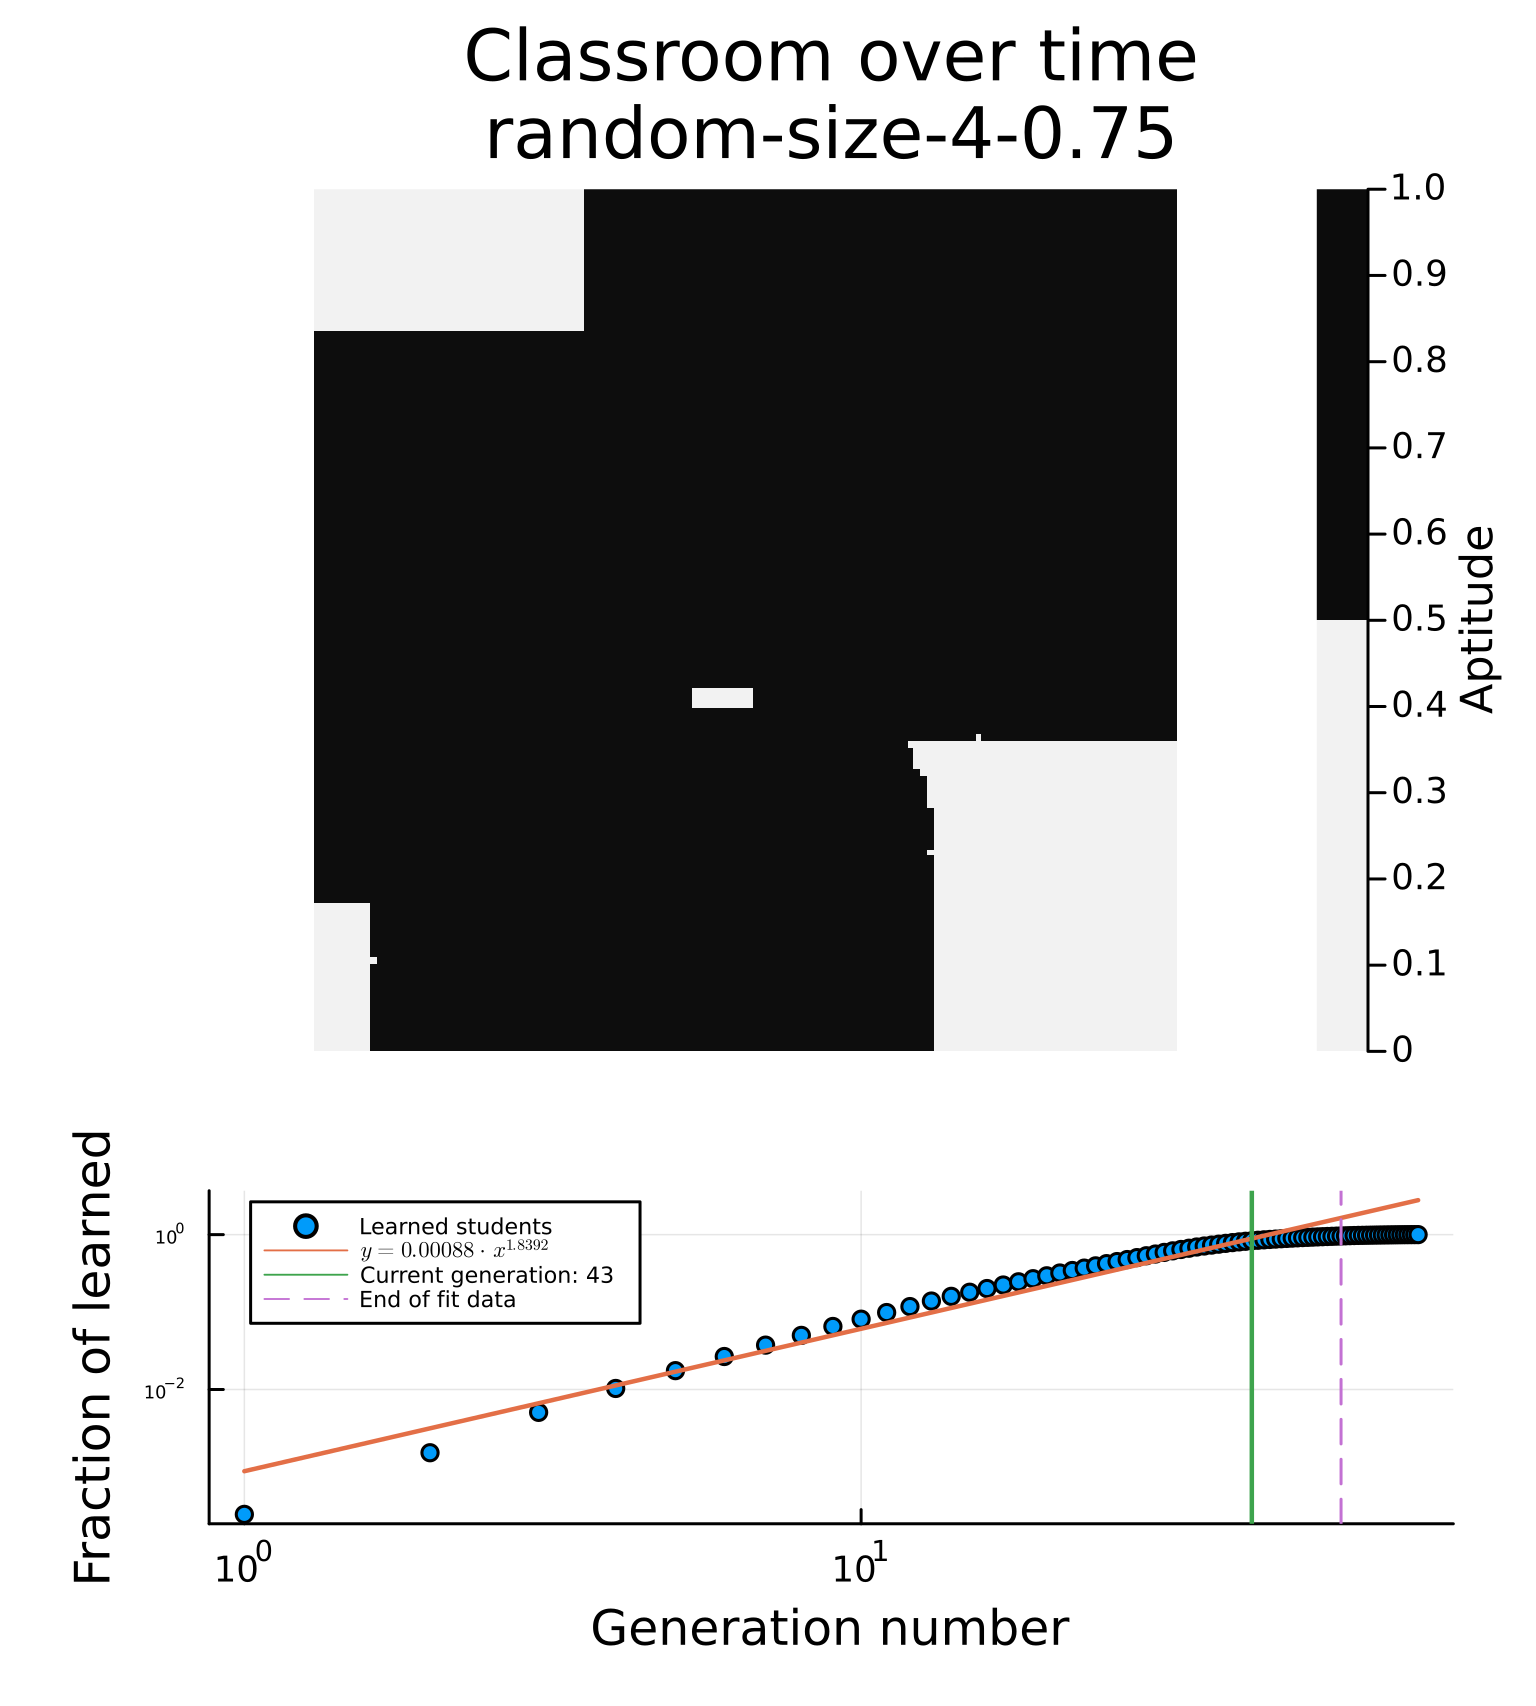 Classroom over time
random-size-4-0.75
1.0
0.9
0.8
0.7
0.6
0.5
0.4
0.3
0.2
0.1
0
Aptitude
Fraction of learned
10⁰
10⁻²
Learned students
y = 0.00088 · x^1.8392
Current generation: 43
End of fit data
10⁰
10¹
Generation number